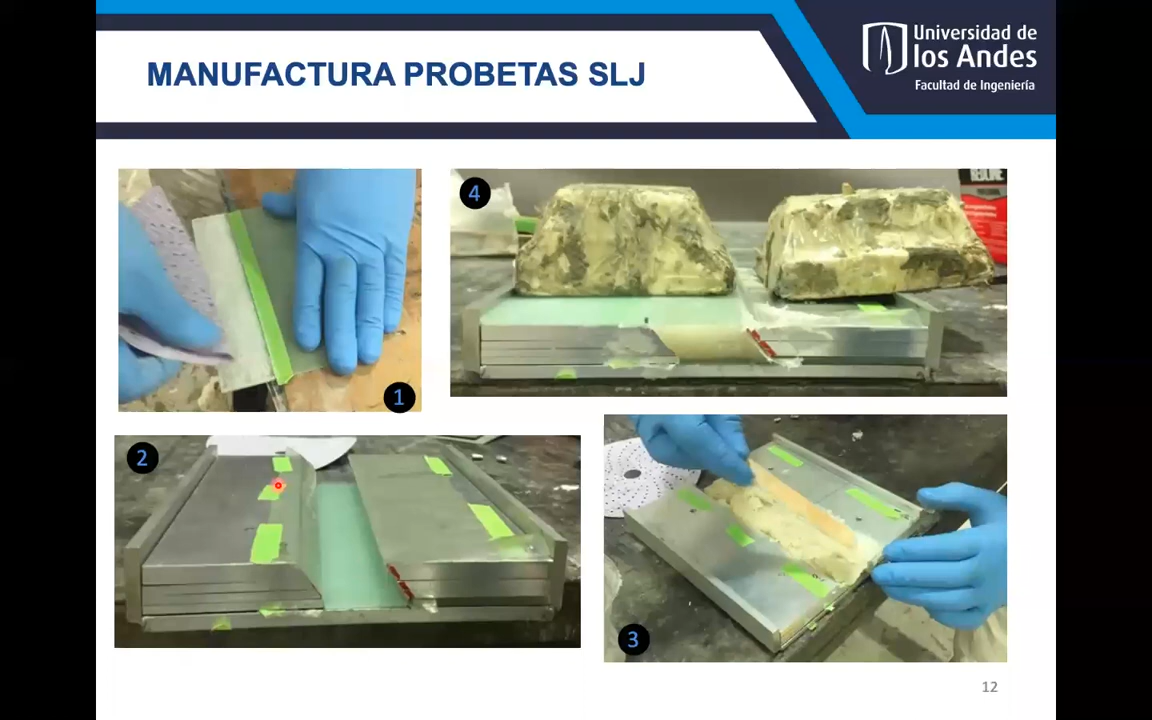 MANUFACTURA PROBETAS SLJ
Universidad de
los Andes
Facultad de Ingeniería
1
4
2
3
12